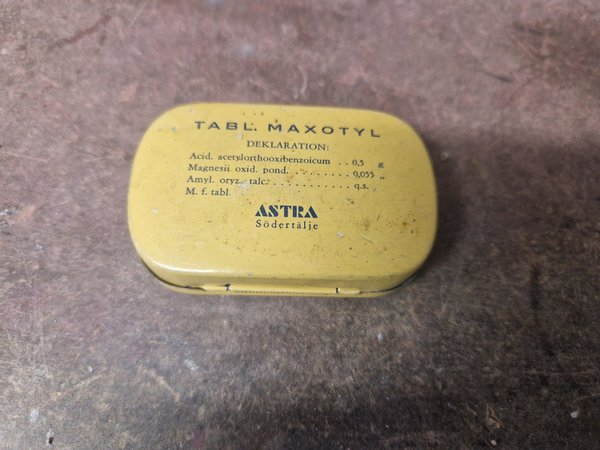 TABL. MAXOTYL
DEKLARATION:
Acid. acetylorthooxibenzoicum . . 0,5 g
Magnesii oxid. pond. . . . . . . . . . 0,055 „
Amyl. oryz., talc. . . . . . . . . . . . . q.s.
M. f. tabl.
ASTRA
Södertälje